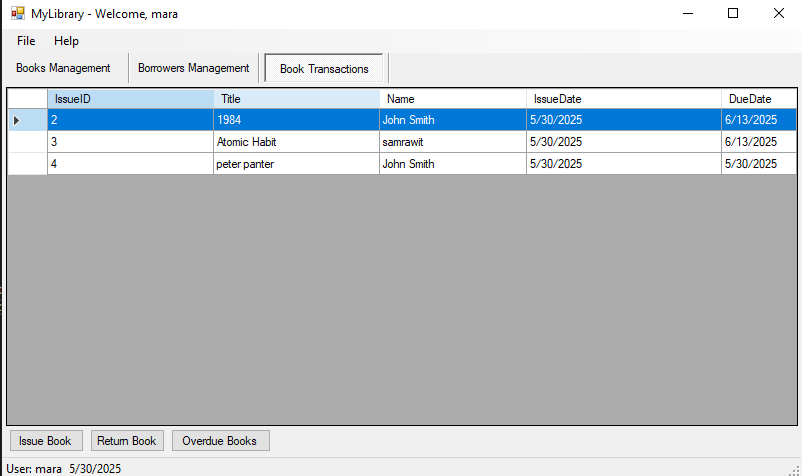 MyLibrary - Welcome, mara
File Help
Books Management Borrowers Management Book Transactions
IssueID Title Name IssueDate DueDate
2 1984 John Smith 5/30/2025 6/13/2025
3 Atomic Habit samrawit 5/30/2025 6/13/2025
4 peter panter John Smith 5/30/2025 5/30/2025
Issue Book Return Book Overdue Books
User: mara 5/30/2025